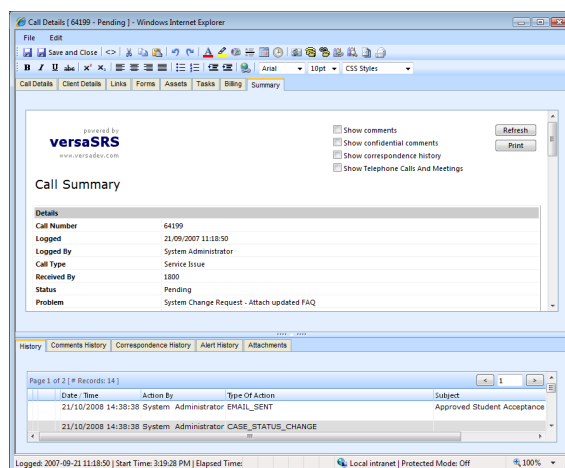 Call Details [ 64199 - Pending ] - Windows Internet Explorer
File Edit
Save and Close <>
B I U abc x² x₂ Arial 10pt CSS Styles
Call Details Client Details Links Forms Assets Tasks Billing Summary
powered by
versaSRS
www.versadev.com
Show comments
Show confidential comments
Show correspondence history
Show Telephone Calls And Meetings
Refresh
Print
Call Summary
Details
Call Number 64199
Logged 21/09/2007 11:18:50
Logged By System Administrator
Call Type Service Issue
Received By 1800
Status Pending
Problem System Change Request - Attach updated FAQ
History Comments History Correspondence History Alert History Attachments
Page 1 of 2 [ # Records: 14 ] < 1 >
Date / Time Action By Type Of Action Subject
21/10/2008 14:38:38 System Administrator EMAIL_SENT Approved Student Acceptance
21/10/2008 14:38:38 System Administrator CASE_STATUS_CHANGE
Logged: 2007-09-21 11:18:50 | Start Time: 3:19:28 PM | Elapsed Time: Local intranet | Protected Mode: Off 100%